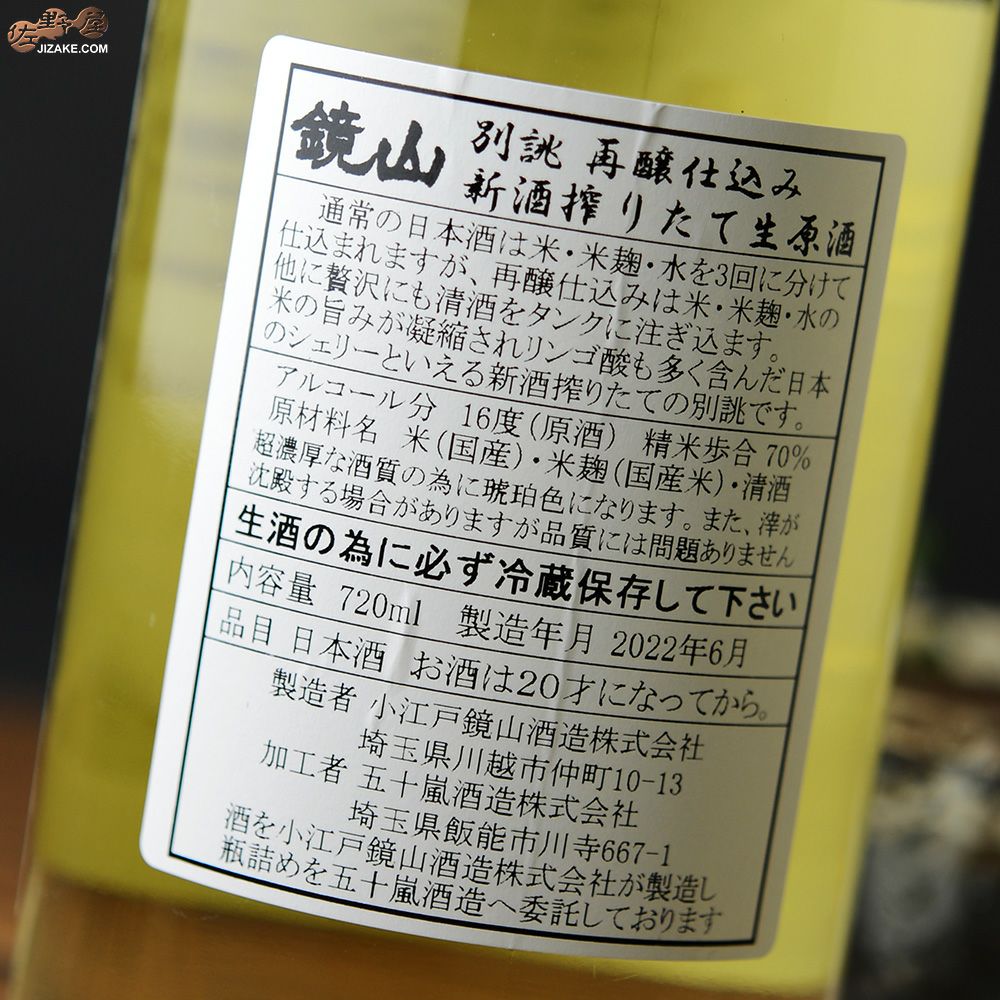 佐野屋
JIZAKE.COM
鏡山
別誂 再醸仕込み
新酒搾りたて生原酒
通常の日本酒は米・米麹・水を3回に分けて
仕込まれますが、再醸仕込みは米・米麹・水の
他に贅沢にも清酒をタンクに注ぎ込ます。
米の旨みが凝縮されリンゴ酸も多く含んだ日本
のシェリーといえる新酒搾りたての別誂です。
アルコール分 16度(原酒) 精米歩合 70%
原材料名 米(国産)・米麹(国産米)・清酒
超濃厚な酒質の為に琥珀色になります。また、滓が
沈殿する場合がありますが品質には問題ありません
生酒の為に必ず冷蔵保存して下さい
内容量 720ml 製造年月 2022年6月
品目 日本酒 お酒は20才になってから。
製造者 小江戸鏡山酒造株式会社
埼玉県川越市仲町10-13
加工者 五十嵐酒造株式会社
埼玉県飯能市川寺667-1
酒を小江戸鏡山酒造株式会社が製造し
瓶詰めを五十嵐酒造へ委託しております